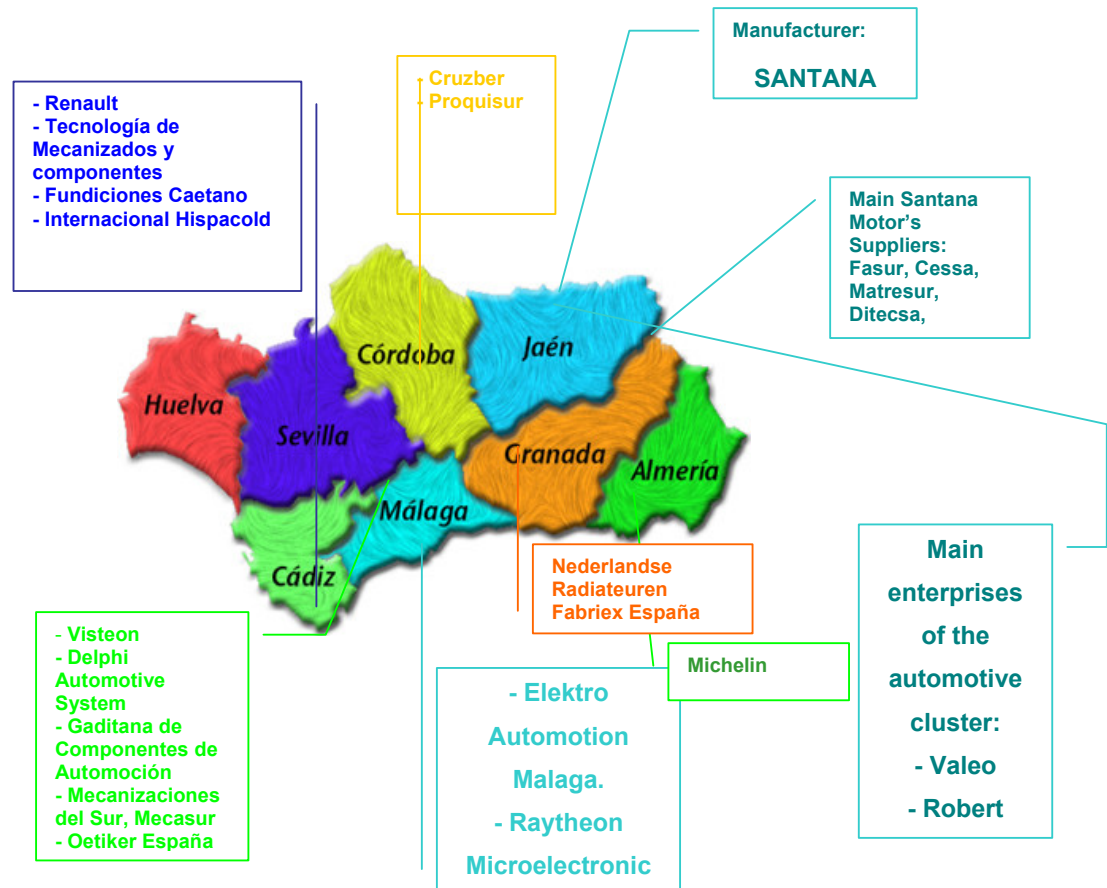 Manufacturer:
SANTANA
- Cruzber
- Proquisur
- Renault
- Tecnología de
Mecanizados y
componentes
- Fundiciones Caetano
- Internacional Hispacold
Main Santana
Motor's
Suppliers:
Fasur, Cessa,
Matresur,
Ditecsa,
Córdoba
Jaén
Huelva
Sevilla
Granada
Almería
Málaga
Cádiz
Nederlandse
Radiateuren
Fabriex España
Michelin
Main
enterprises
of the
automotive
cluster:
- Valeo
- Robert
- Visteon
- Delphi
Automotive
System
- Gaditana de
Componentes de
Automoción
- Mecanizaciones
del Sur, Mecasur
- Oetiker España
- Elektro
Automotion
Malaga.
- Raytheon
Microelectronic